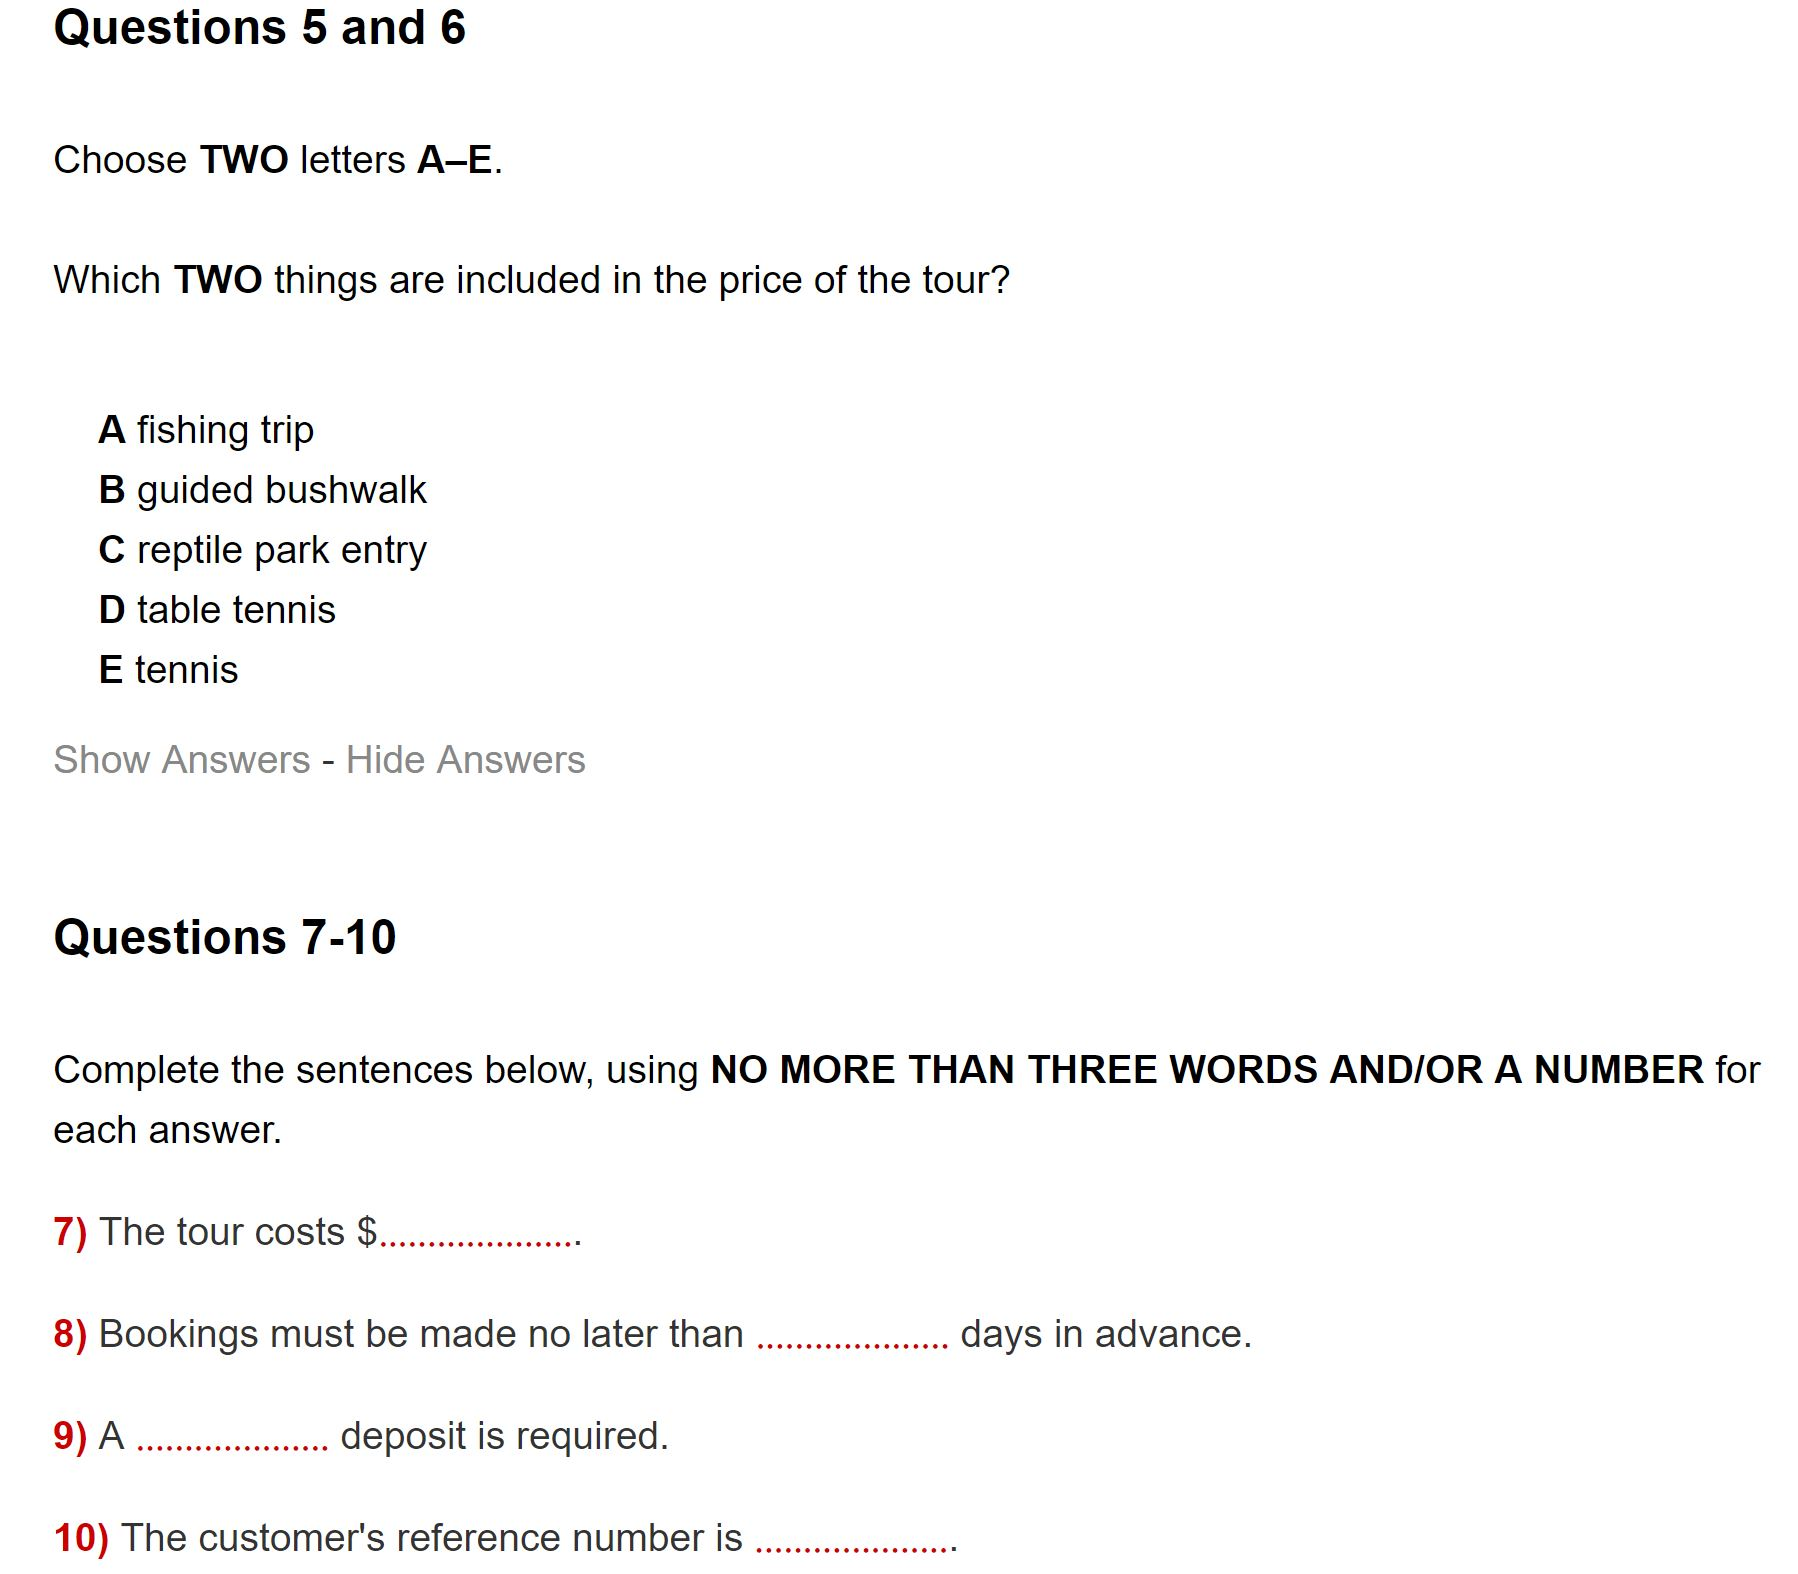 Questions 5 and 6
Choose TWO letters A–E.
Which TWO things are included in the price of the tour?
A fishing trip
B guided bushwalk
C reptile park entry
D table tennis
E tennis
Show Answers - Hide Answers
Questions 7-10
Complete the sentences below, using NO MORE THAN THREE WORDS AND/OR A NUMBER for
each answer.
7) The tour costs $.....................
8) Bookings must be made no later than .................... days in advance.
9) A .................... deposit is required.
10) The customer's reference number is .....................